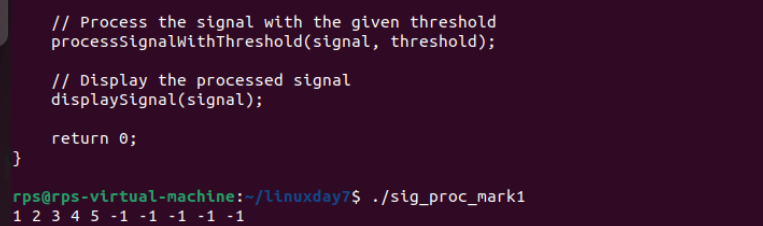 // Process the signal with the given threshold
processSignalWithThreshold(signal, threshold);
// Display the processed signal
displaySignal(signal);
return 0;
}
rps@rps-virtual-machine:~/linuxday7$ ./sig_proc_mark1
1 2 3 4 5 -1 -1 -1 -1 -1